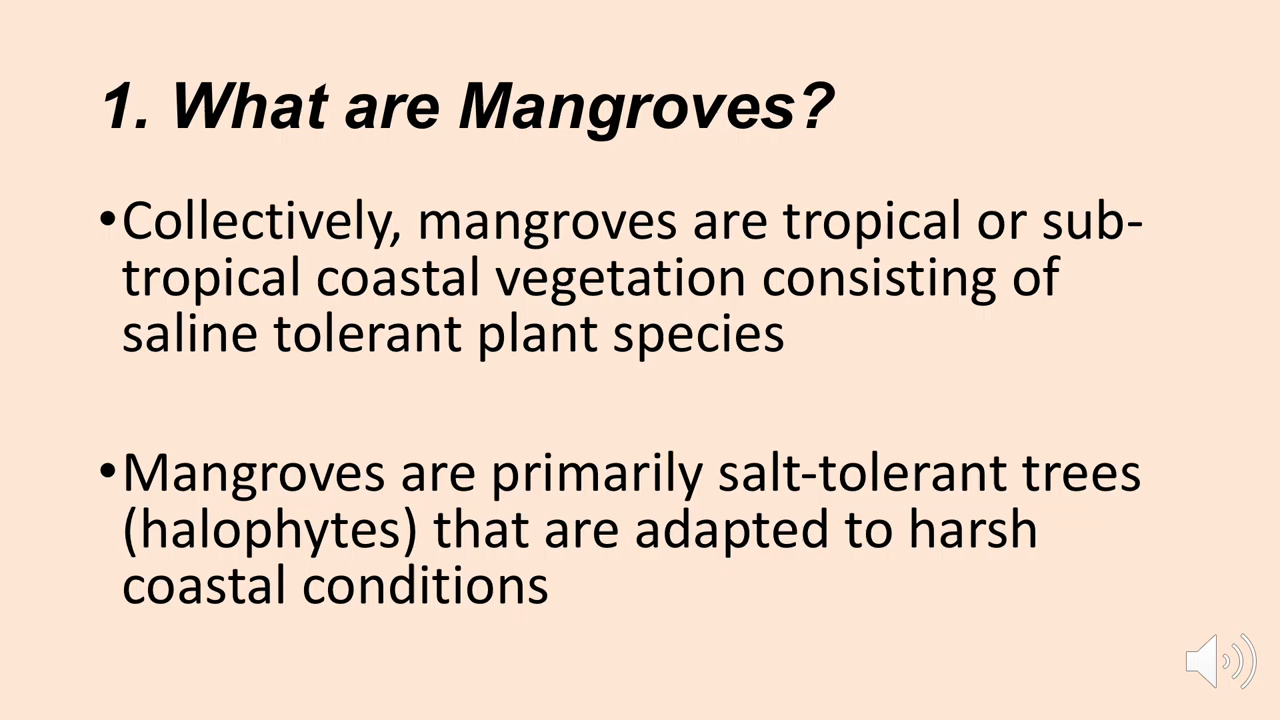 1. What are Mangroves?
•Collectively, mangroves are tropical or sub-
tropical coastal vegetation consisting of
saline tolerant plant species
•Mangroves are primarily salt-tolerant trees
(halophytes) that are adapted to harsh
coastal conditions